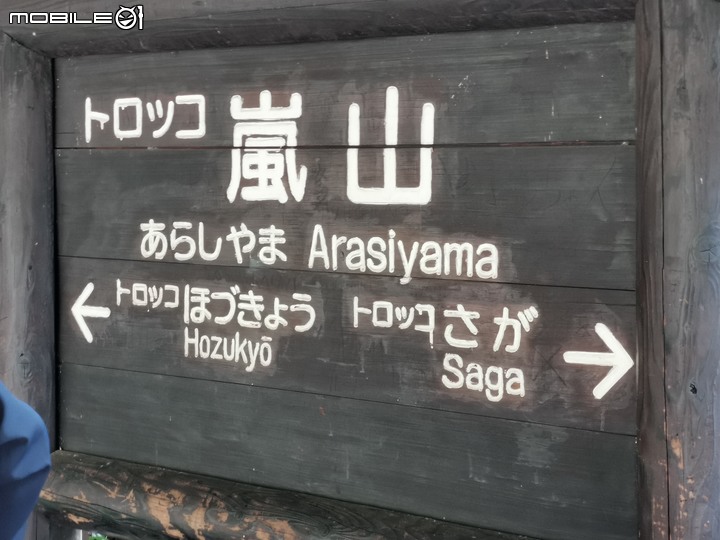 MOBILE01
トロッコ 嵐山
あらしやま Arasiyama
← トロッコ ほづきょう トロッコ さが →
Hozukyō Saga